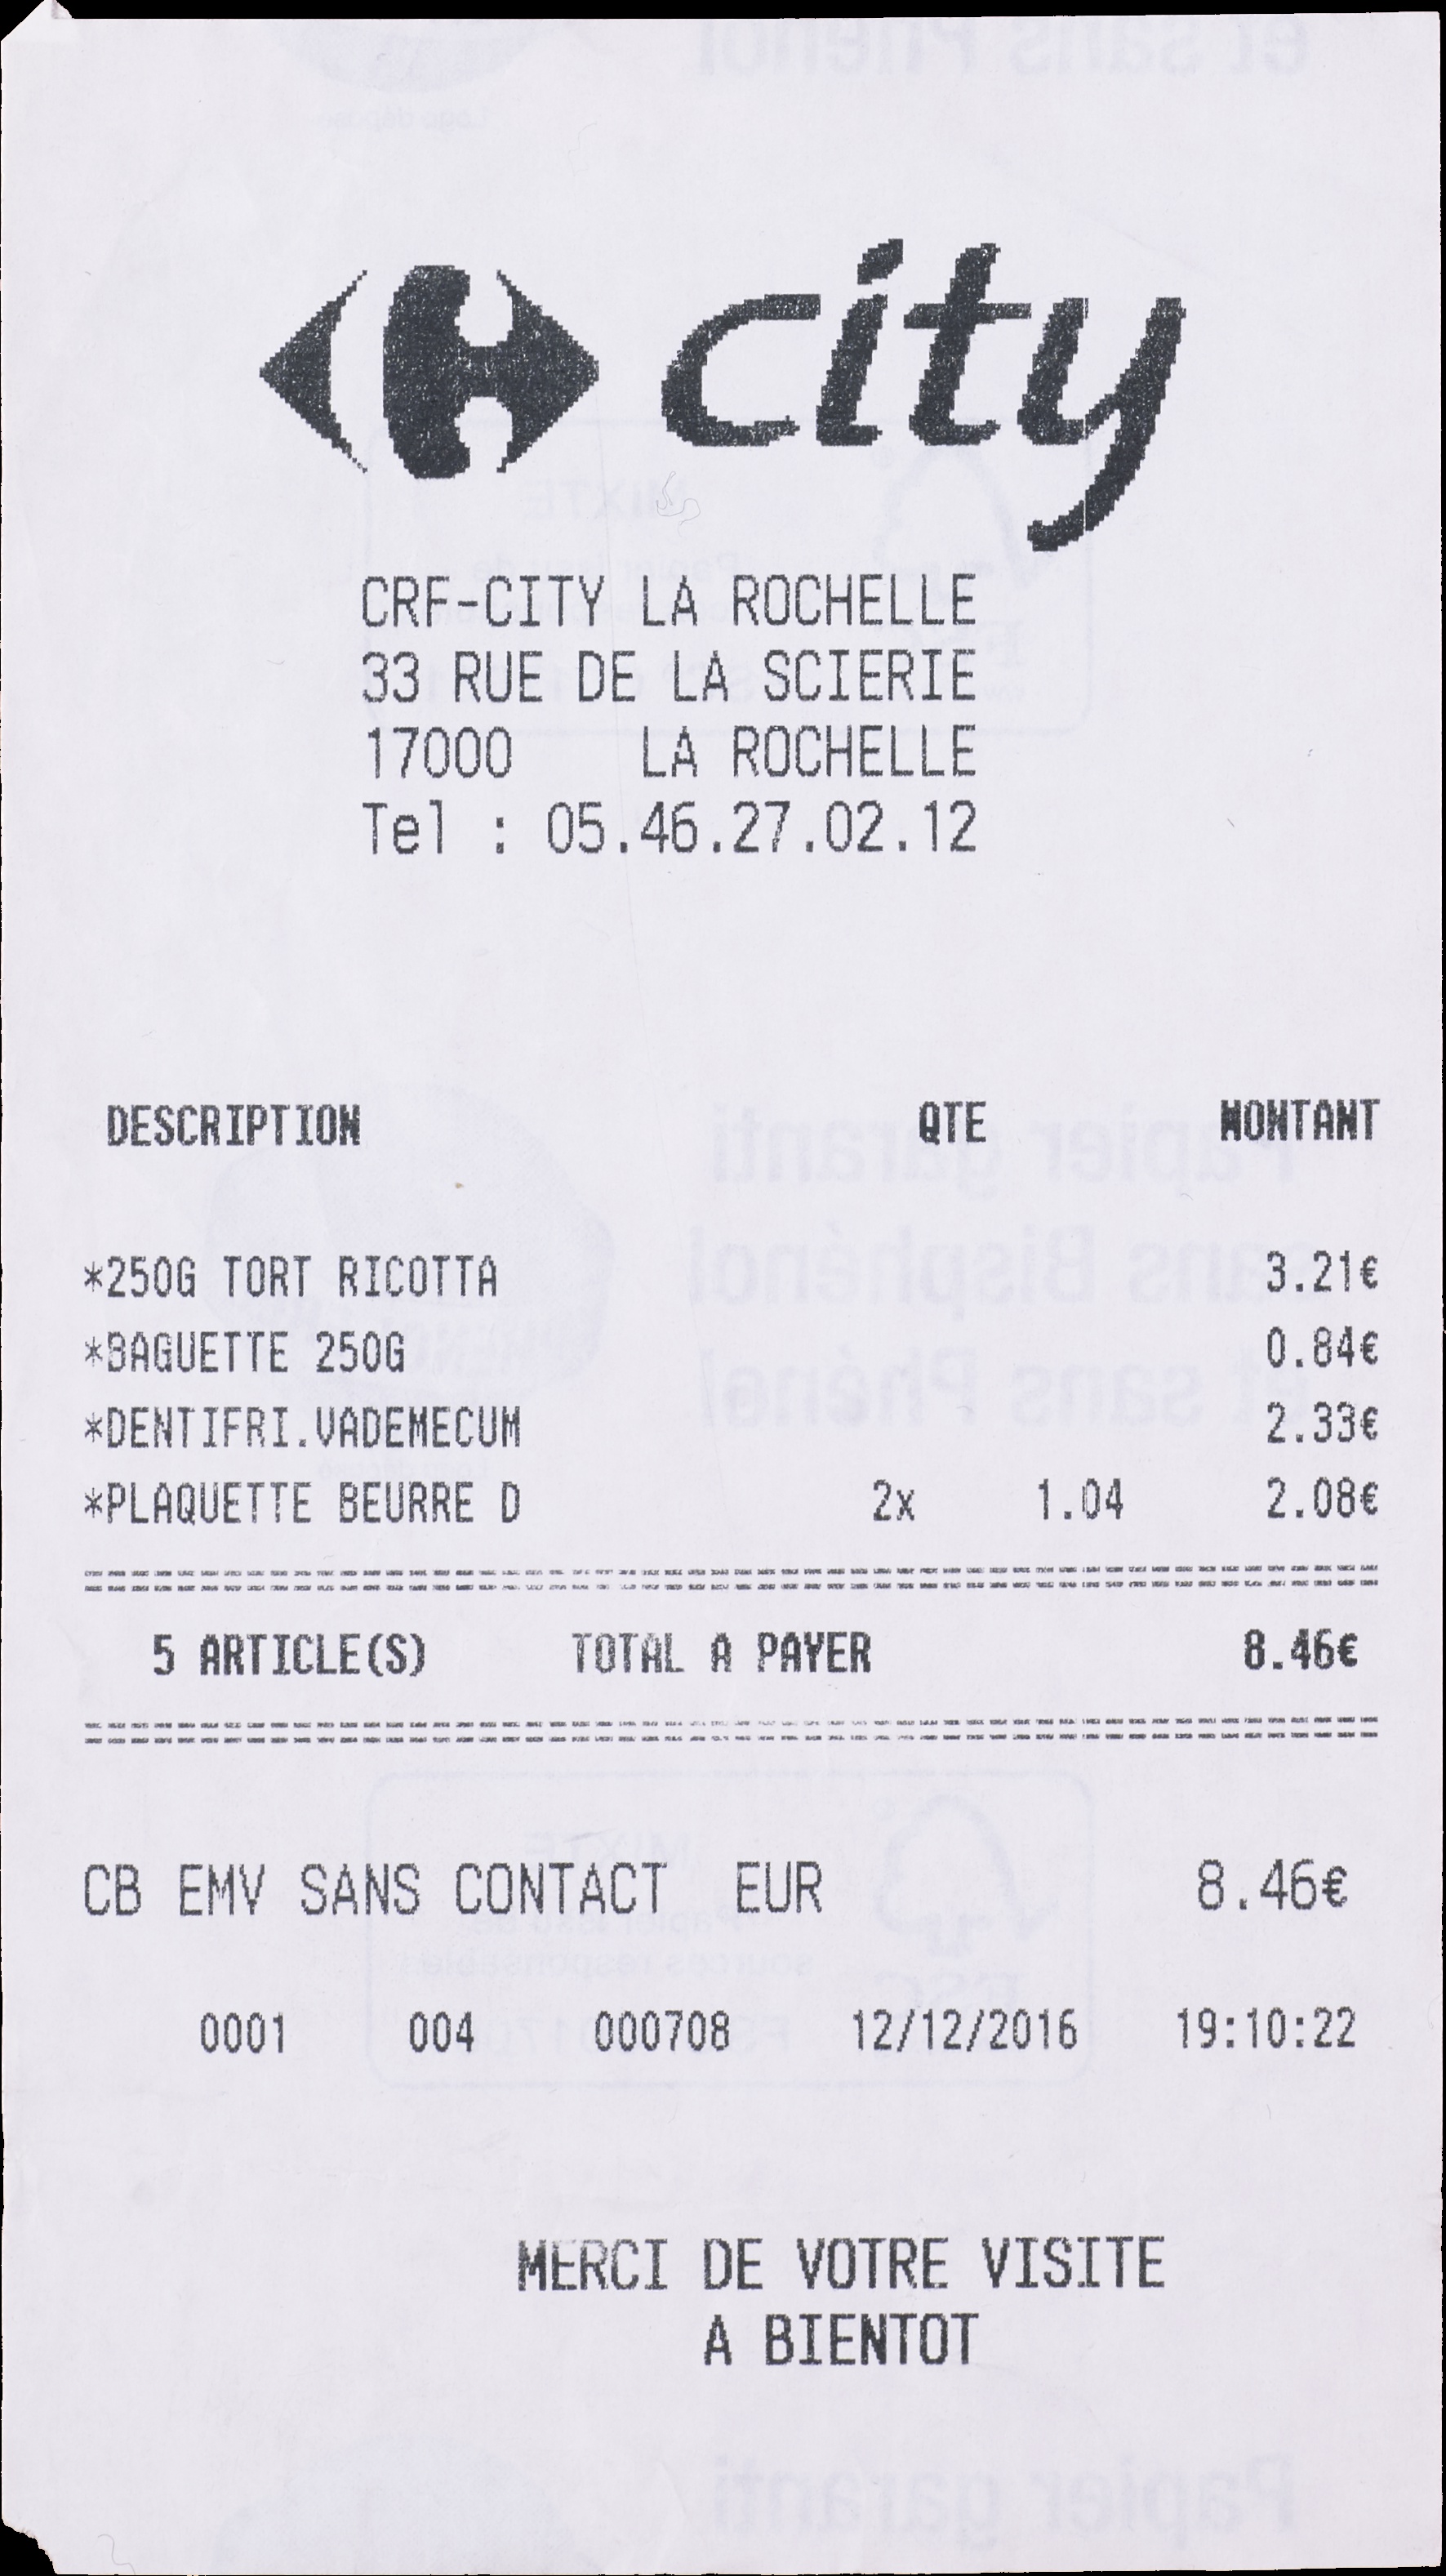 city
CRF-CITY LA ROCHELLE
33 RUE DE LA SCIERIE
17000 LA ROCHELLE
Tel : 05.46.27.02.12
DESCRIPTION QTE MONTANT
*250G TORT RICOTTA 3.21€
*BAGUETTE 250G 0.84€
*DENTIFRI.VADEMECUM 2.33€
*PLAQUETTE BEURRE D 2x 1.04 2.08€
5 ARTICLE(S) TOTAL A PAYER 8.46€
CB EMV SANS CONTACT EUR 8.46€
0001 004 000708 12/12/2016 19:10:22
MERCI DE VOTRE VISITE
A BIENTOT